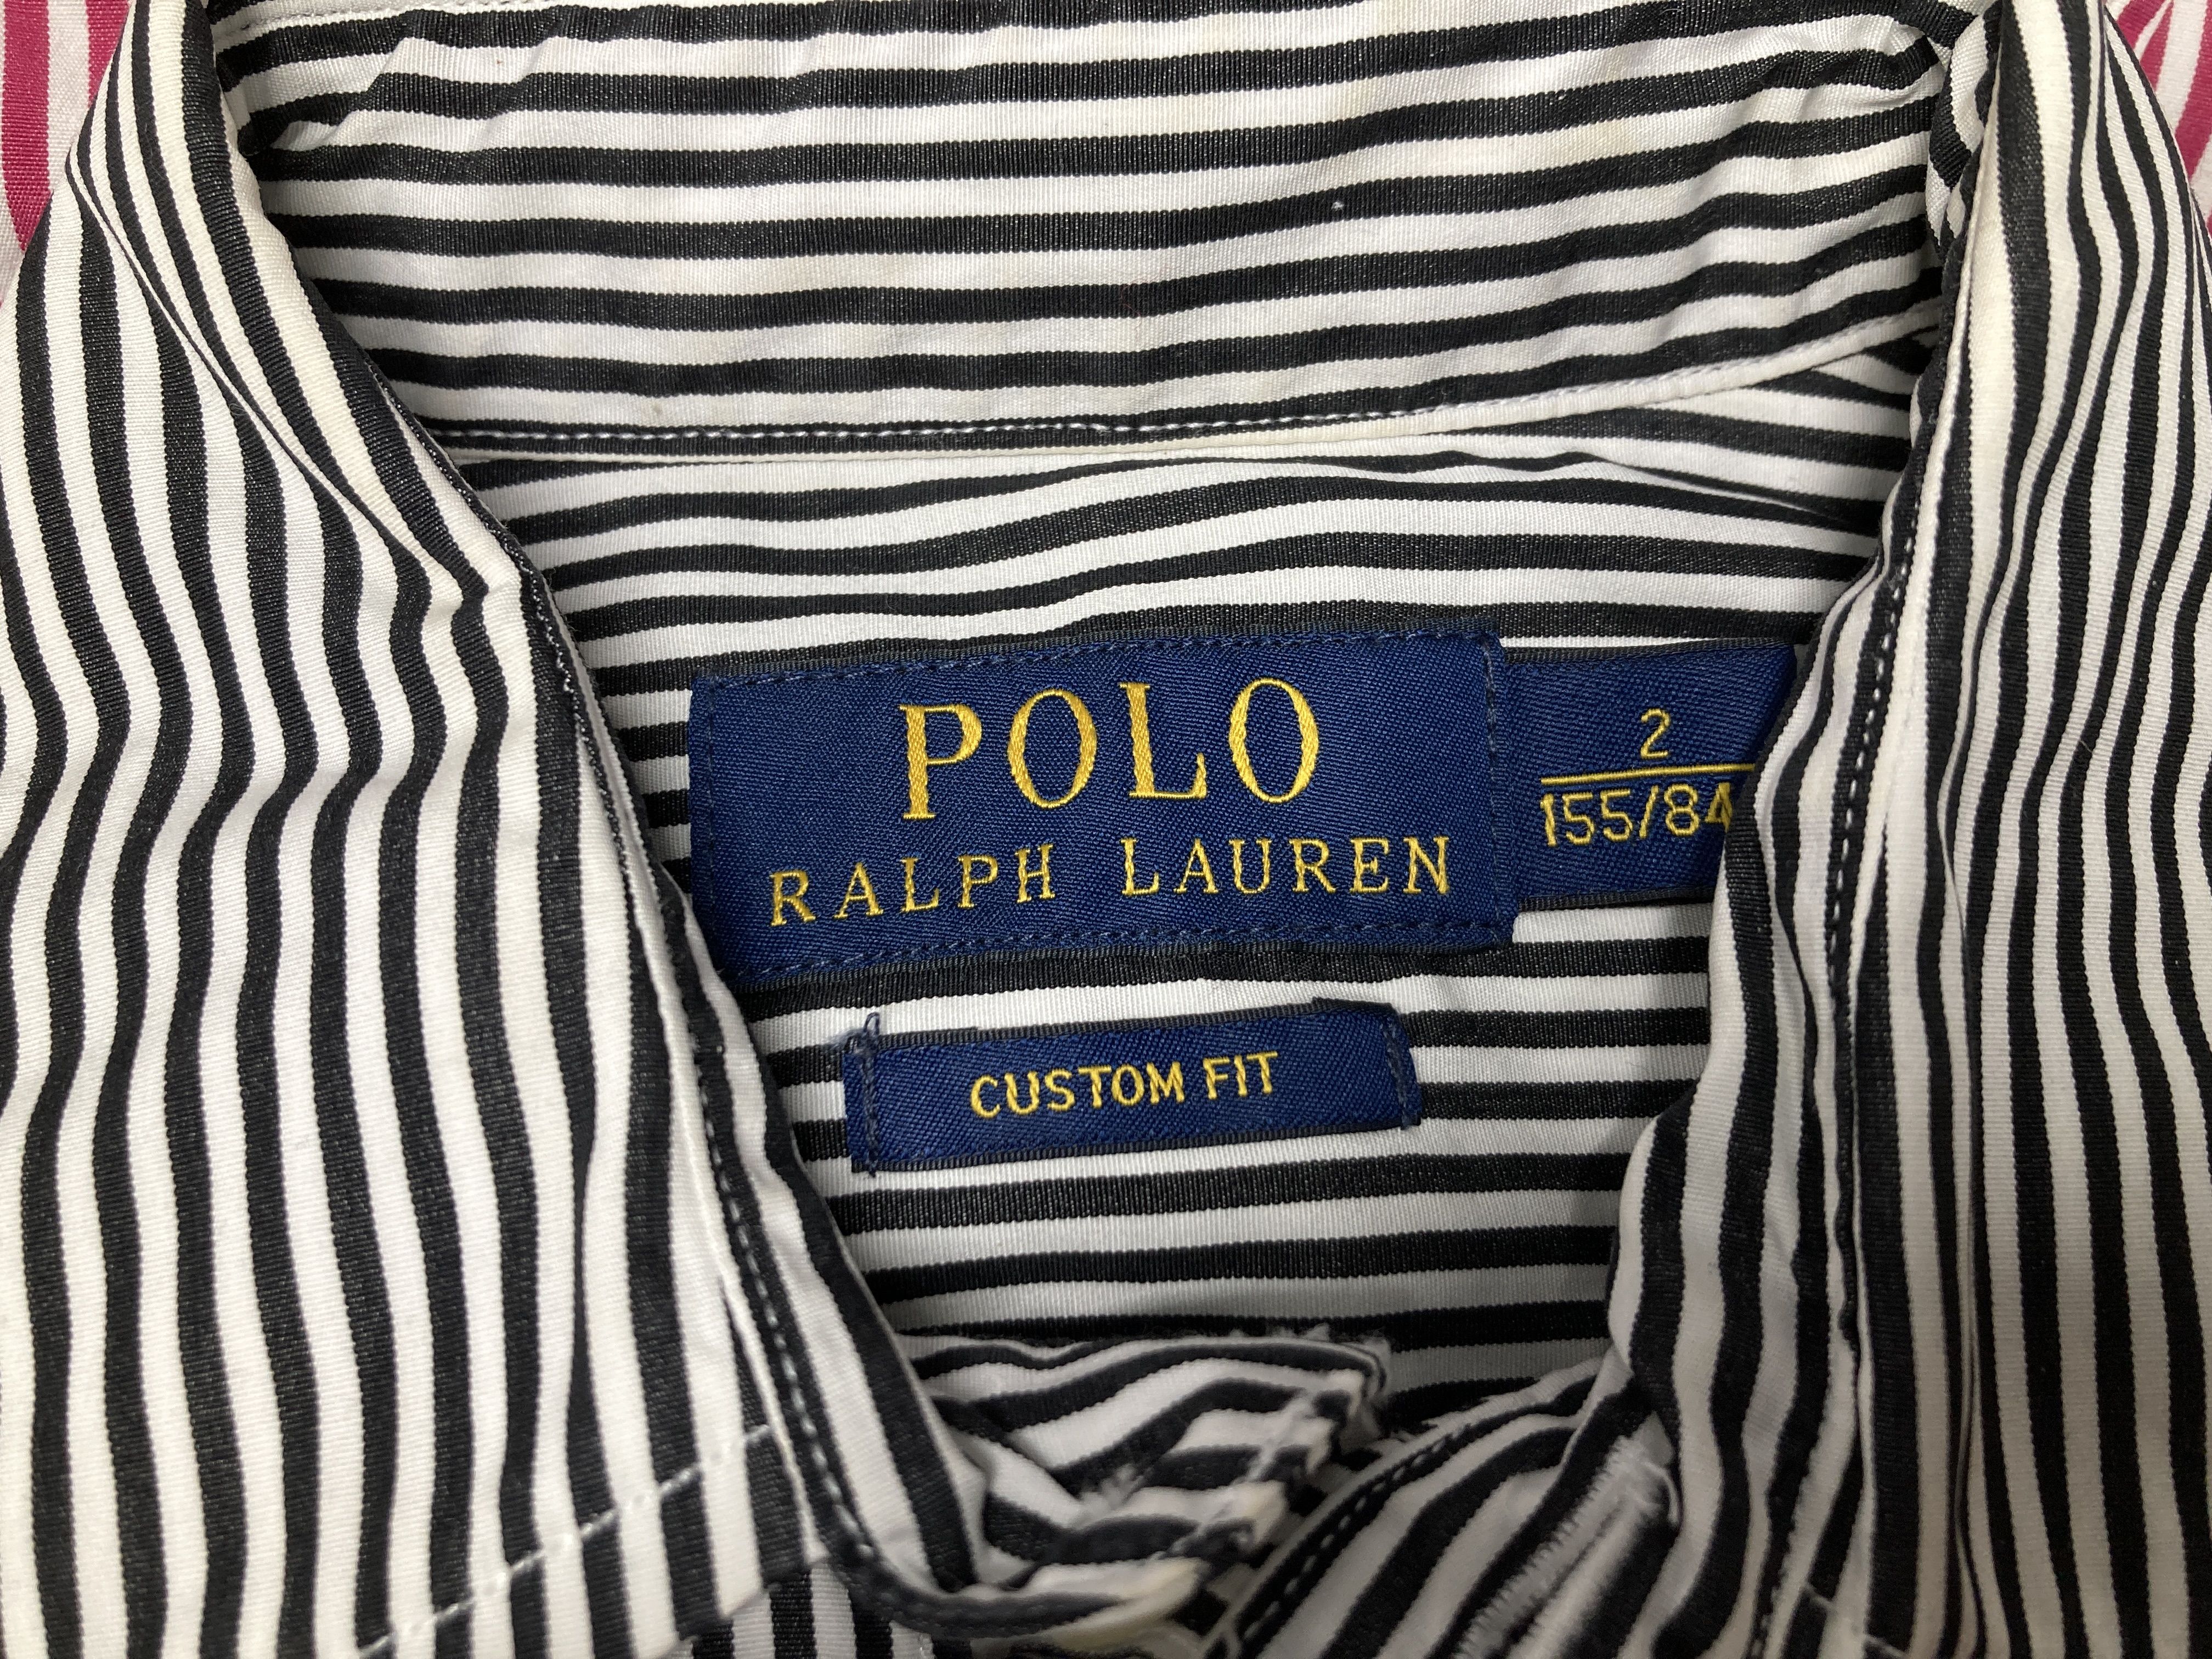 POLO
RALPH LAUREN
2
155/84
CUSTOM FIT